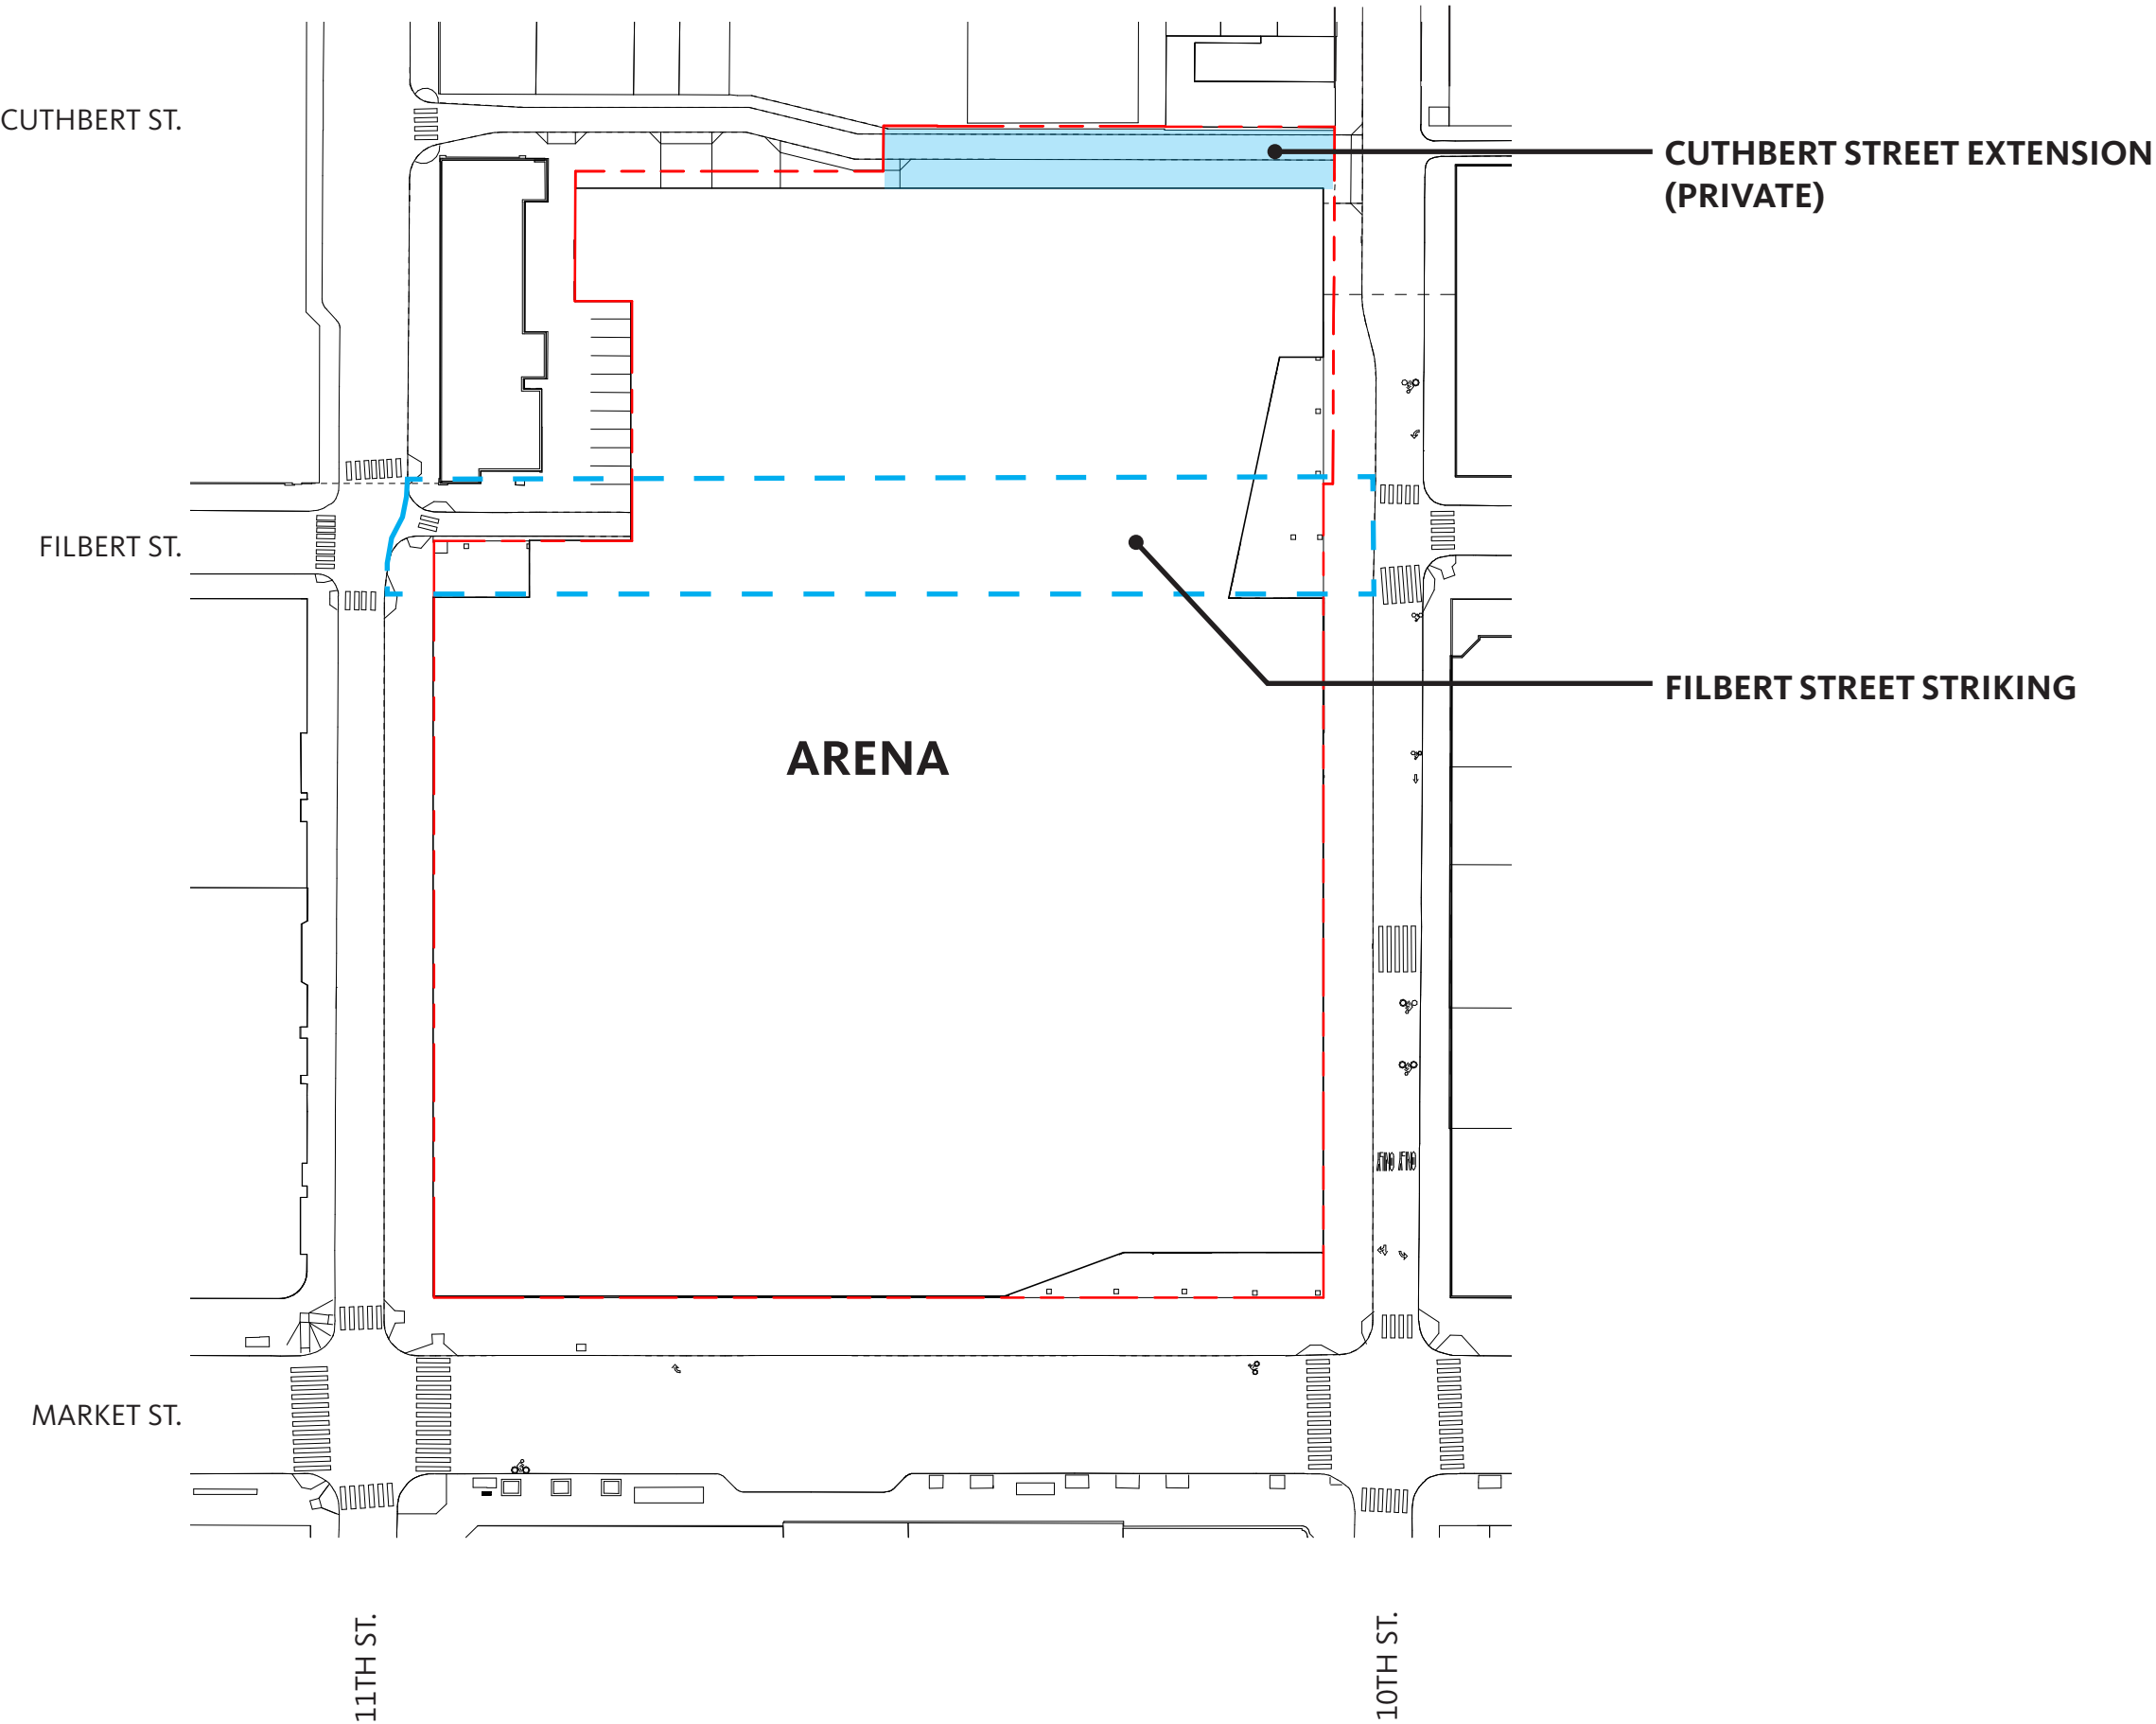 CUTHBERT ST.
CUTHBERT STREET EXTENSION
(PRIVATE)
FILBERT ST.
FILBERT STREET STRIKING
ARENA
MARKET ST.
11TH ST.
10TH ST.